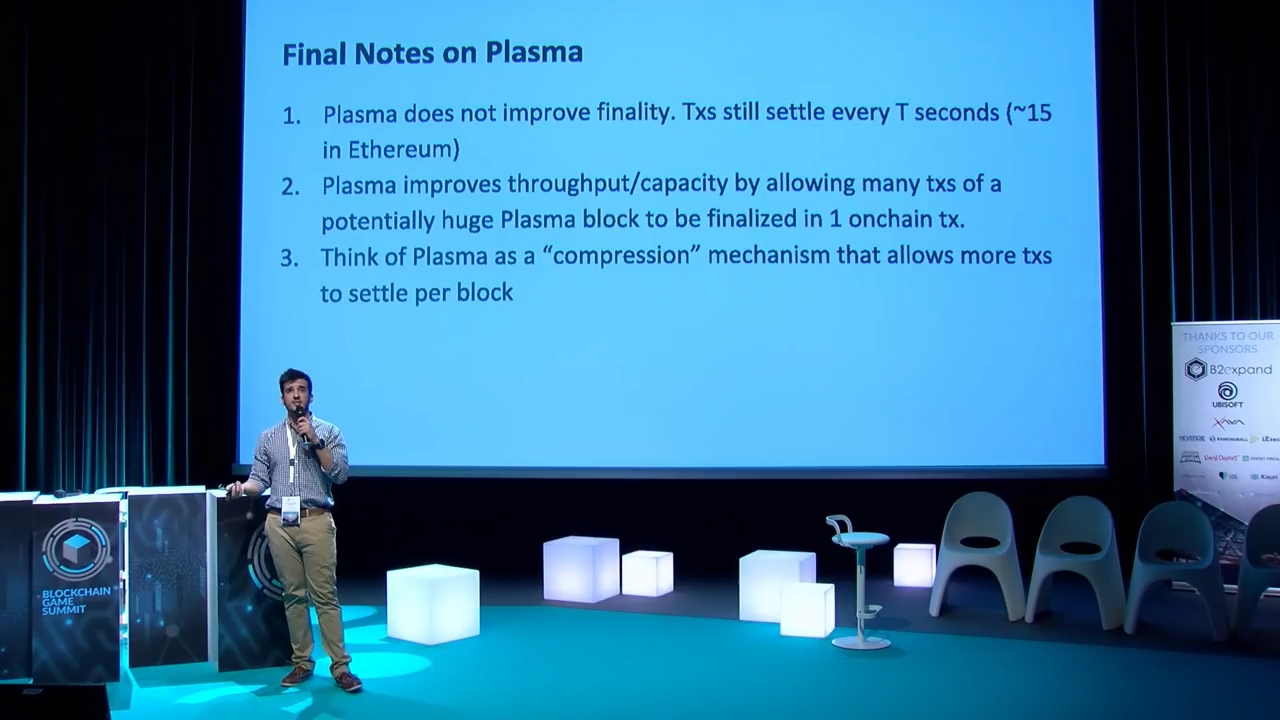 Final Notes on Plasma
1. Plasma does not improve finality. Txs still settle every T seconds (~15
in Ethereum)
2. Plasma improves throughput/capacity by allowing many txs of a
potentially huge Plasma block to be finalized in 1 onchain tx.
3. Think of Plasma as a “compression” mechanism that allows more txs
to settle per block
THANKS TO OUR
SPONSORS
B2expand
UBISOFT
Kauri
BLOCKCHAIN
GAME
SUMMIT